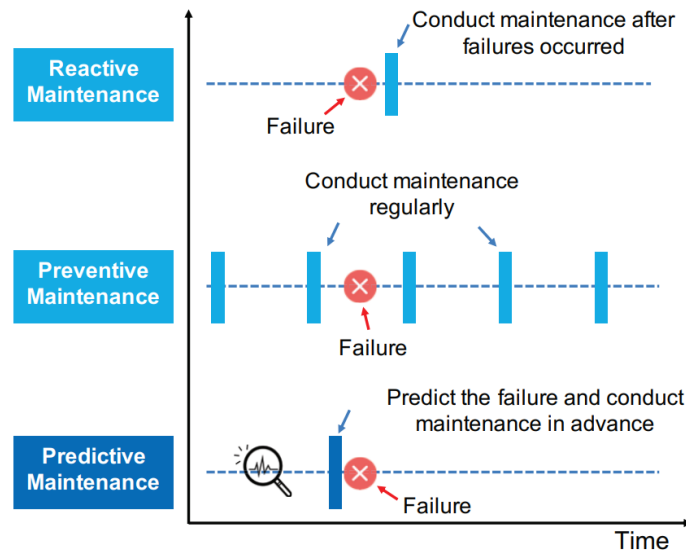 Conduct maintenance after
failures occurred
Reactive
Maintenance
Failure
Conduct maintenance
regularly
Preventive
Maintenance
Failure
Predict the failure and conduct
maintenance in advance
Predictive
Maintenance
Failure
Time